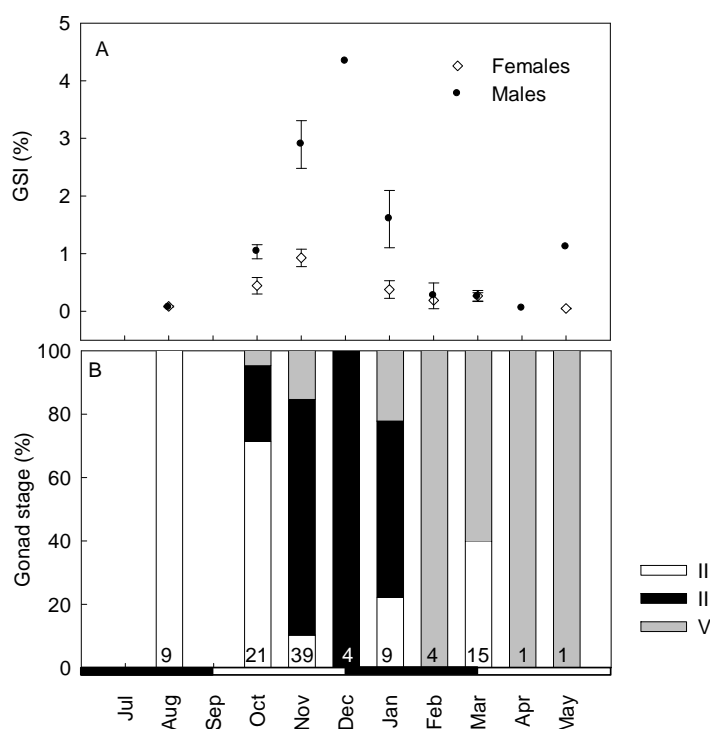 5
A
Females
4
Males
3
GSI (%)
2
1
0
100
B
80
60
Gonad stage (%)
40
II
20
II
V
9 21 39 4 9 4 15 1 1
0
Jul Aug Sep Oct Nov Dec Jan Feb Mar Apr May